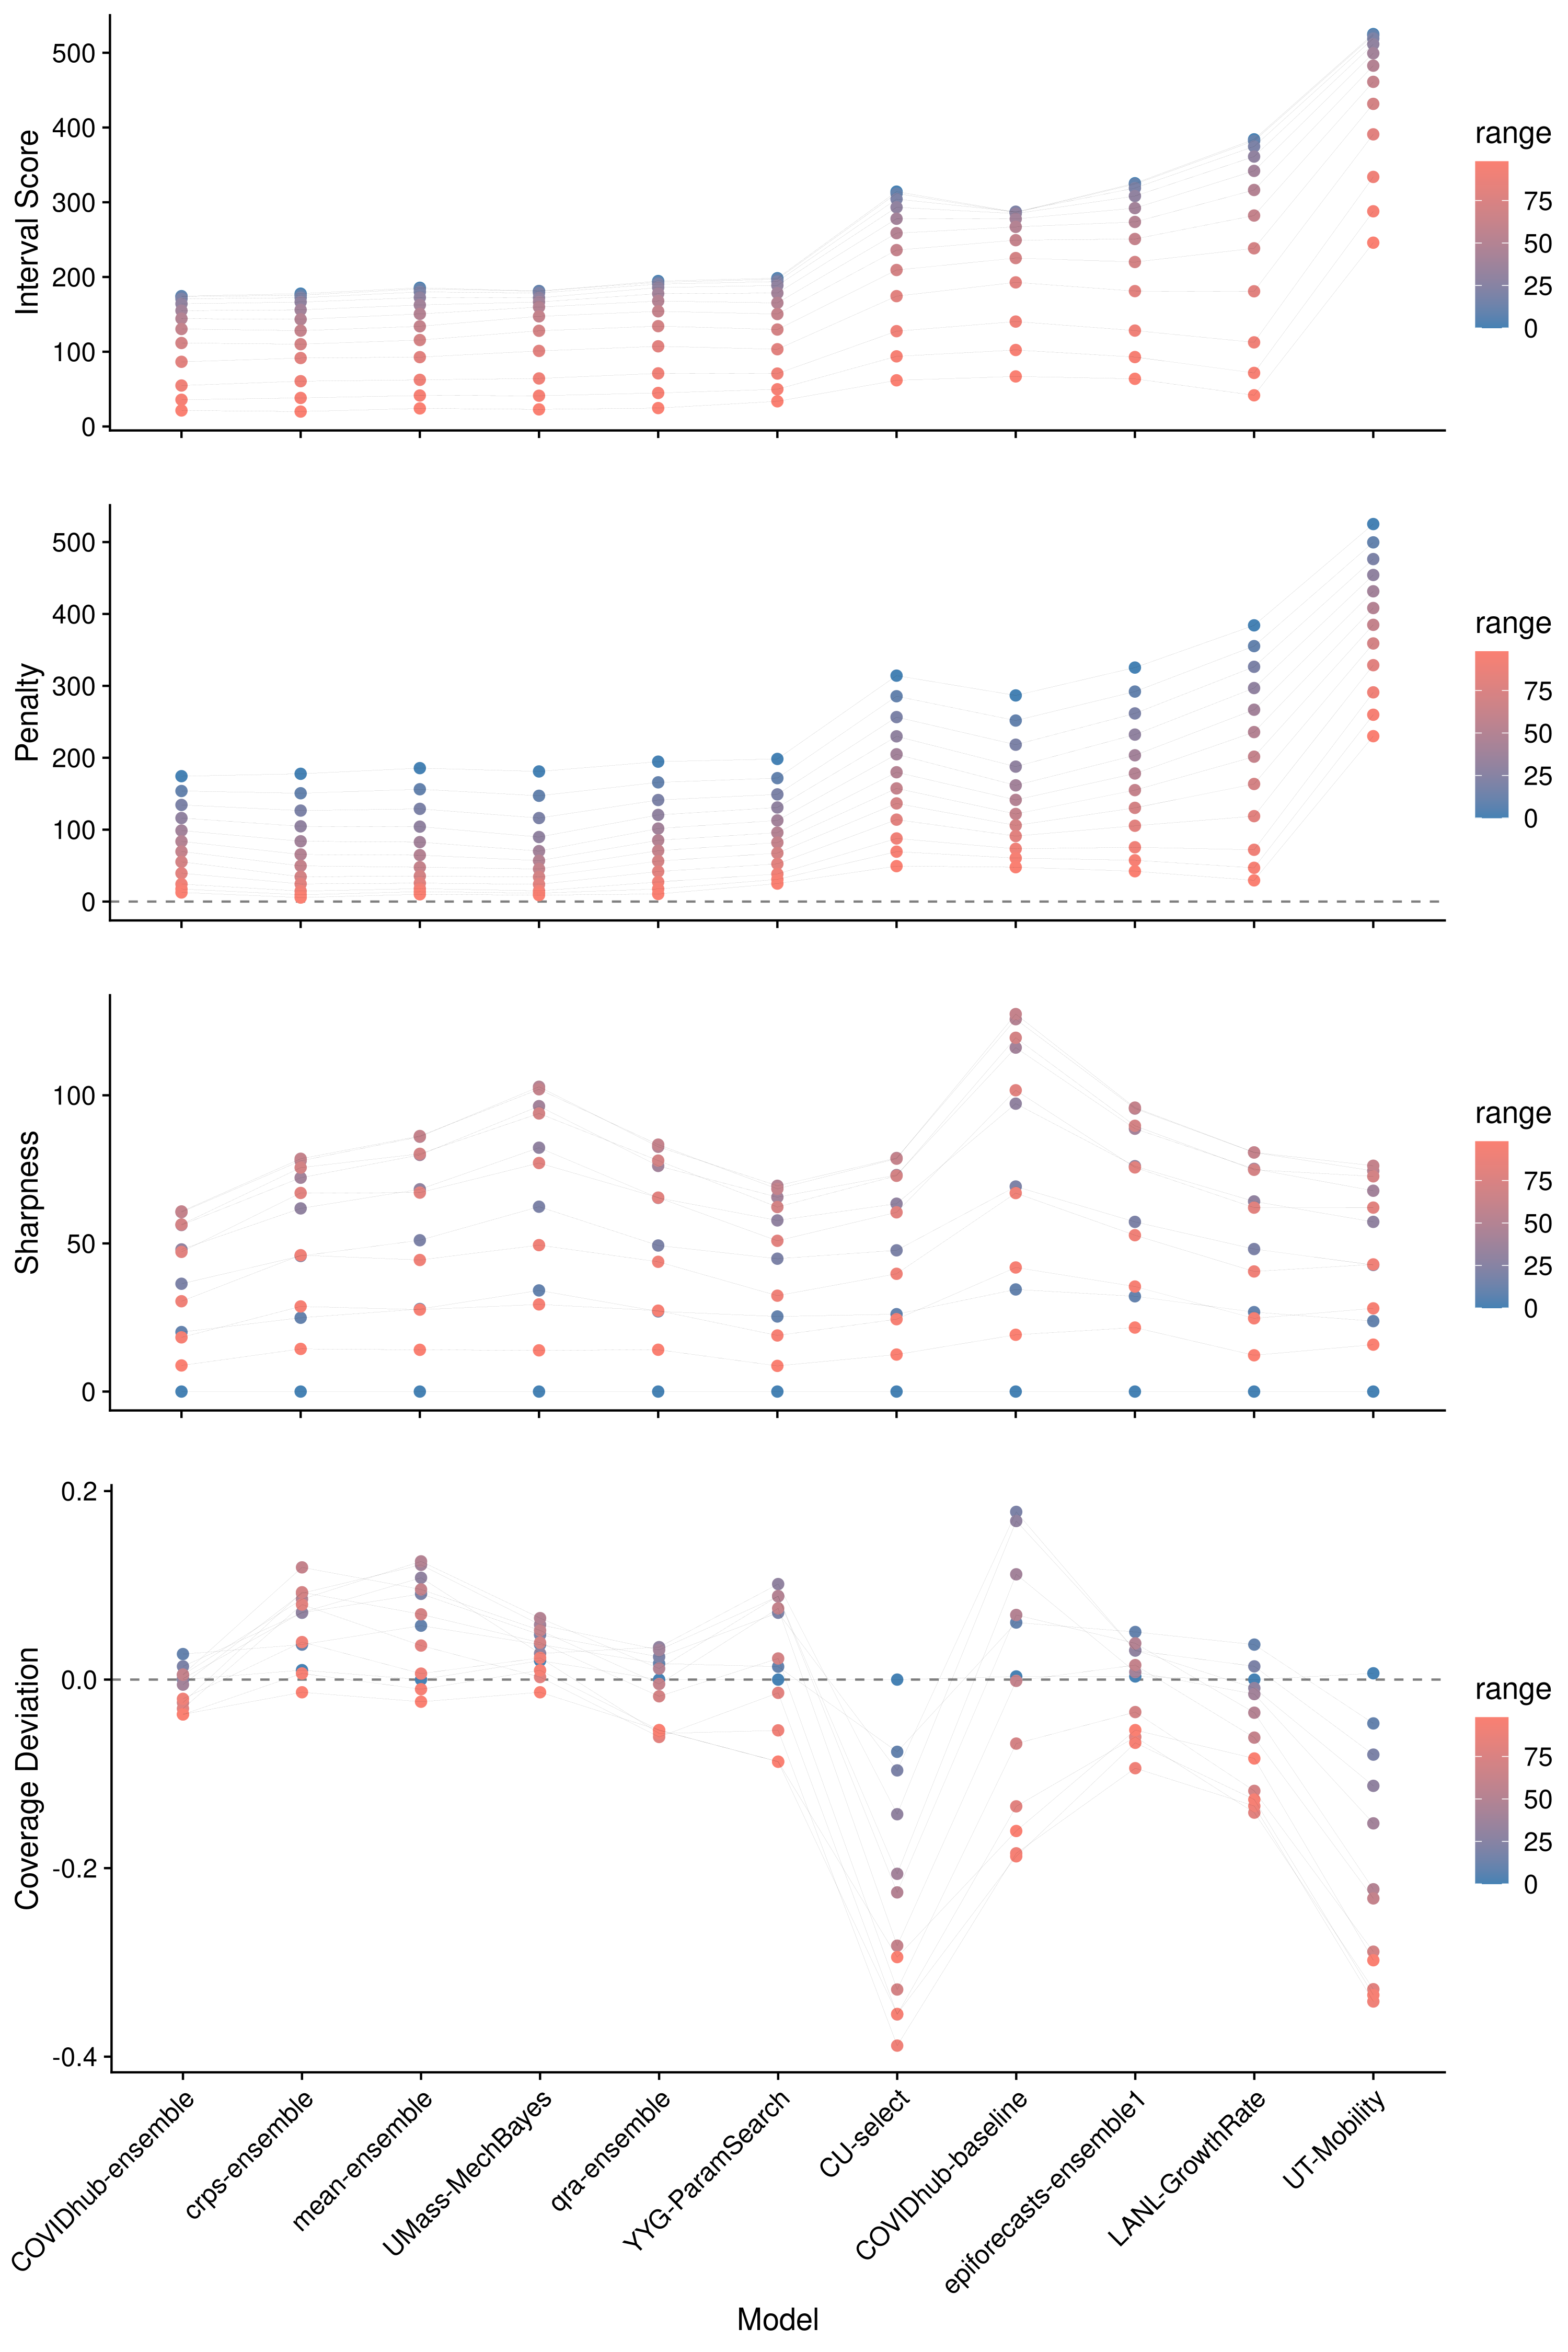 Interval Score
500
400
300
200
100
0
range
75
50
25
0
Penalty
500
400
300
200
100
0
range
75
50
25
0
Sharpness
100
50
0
range
75
50
25
0
Coverage Deviation
0.2
0.0
-0.2
-0.4
range
75
50
25
0
COVIDhub-ensemble
crps-ensemble
mean-ensemble
UMass-MechBayes
qra-ensemble
YYG-ParamSearch
CU-select
COVIDhub-baseline
epiforecasts-ensemble1
LANL-GrowthRate
UT-Mobility
Model